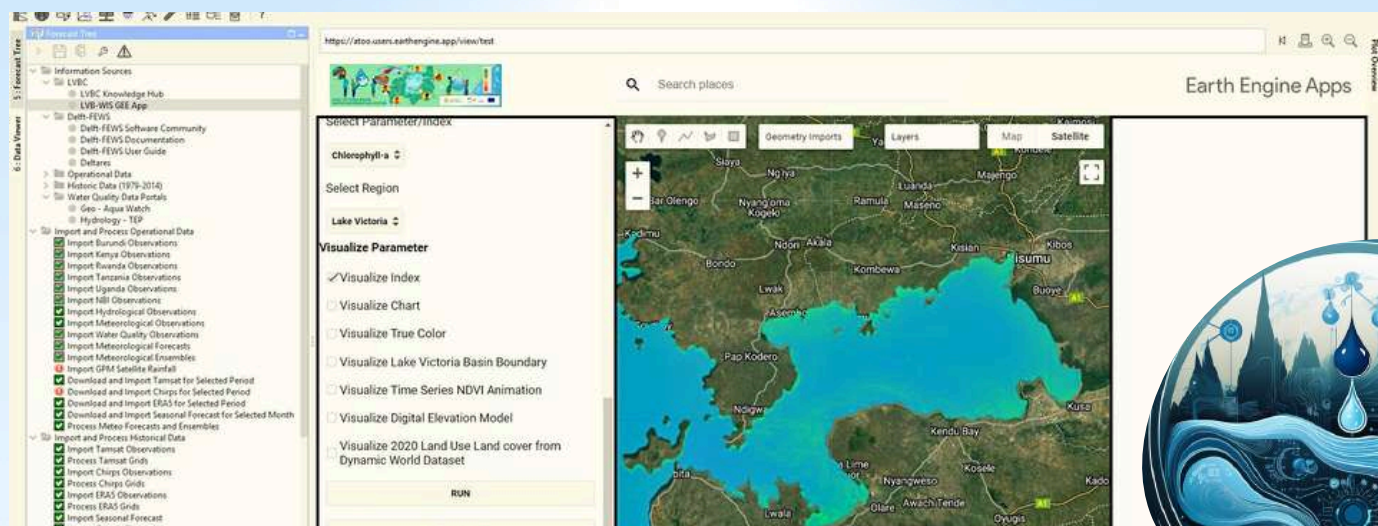 Forecast Tree
5 : Forecast Tree
6 : Data Viewer
Information Sources
LVBC
LVBC Knowledge Hub
LVB-WIS GEE App
Delft-FEWS
Delft-FEWS Software Community
Delft-FEWS Documentation
Delft-FEWS User Guide
Deltares
Operational Data
Historic Data (1979-2014)
Water Quality Data Portals
Geo - Aqua Watch
Hydrology - TEP
Import and Process Operational Data
Import Burundi Observations
Import Kenya Observations
Import Rwanda Observations
Import Tanzania Observations
Import Uganda Observations
Import NBI Observations
Import Hydrological Observations
Import Meteorological Observations
Import Water Quality Observations
Import Meteorological Forecasts
Import Meteorological Ensembles
Import GPM Satellite Rainfall
Download and Import Tamsat for Selected Period
Download and Import Chirps for Selected Period
Download and Import ERA5 for Selected Period
Download and Import Seasonal Forecast for Selected Month
Process Meteo Forecasts and Ensembles
Import and Process Historical Data
Import Tamsat Observations
Process Tamsat Grids
Import Chirps Observations
Process Chirps Grids
Import ERA5 Observations
Process ERA5 Grids
Import Seasonal Forecast
https://atoo.users.earthengine.app/view/test
Plot Overview
Search places
Earth Engine Apps
Select Parameter/Index
Chlorophyll-a
Select Region
Lake Victoria
Visualize Parameter
Visualize Index
Visualize Chart
Visualize True Color
Visualize Lake Victoria Basin Boundary
Visualize Time Series NDVI Animation
Visualize Digital Elevation Model
Visualize 2020 Land Use Land cover from
Dynamic World Dataset
RUN
Geometry Imports
Layers
Map
Satellite
Siaya
Ng'iya
Luanda
Majengo
Bar Olengo
Nyang'oma
Kogelo
Ramula
Maseno
Kadimu
Ndori
Akala
Kisian
Kibos
Kisumu
Bondo
Kombewa
Lwak
Buoye
A1
Asembo
Pap Kodero
Ndigwa
Kusa
Kendu Bay
Nyangweso
Kosele
Kado
Olare
Awach Tende
A1
Lwala
Oyugis